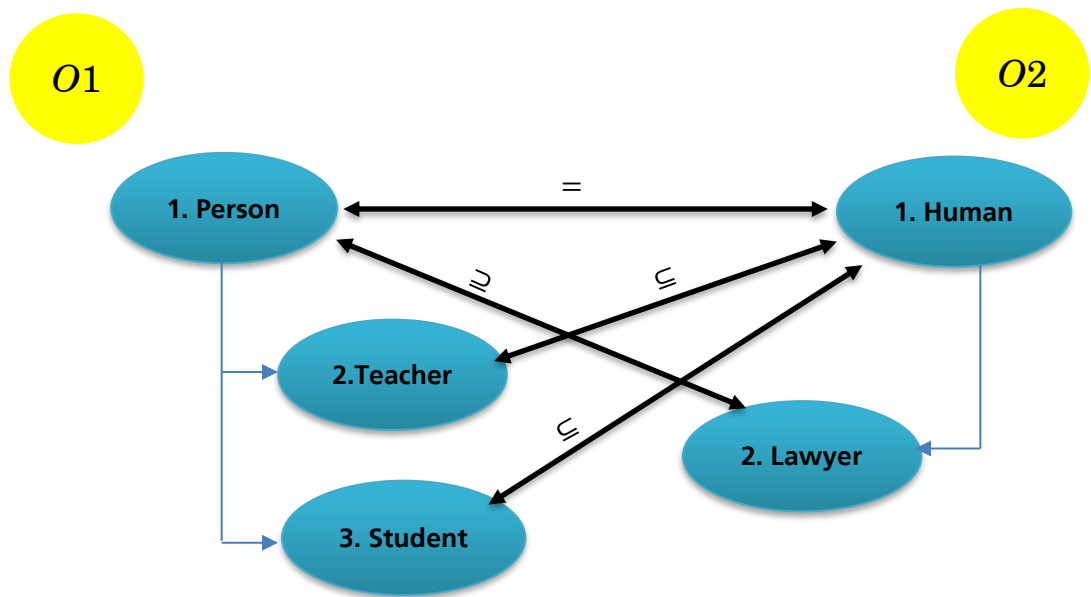 O1
O2
1. Person
=
1. Human
⊇
⊆
2.Teacher
⊆
2. Lawyer
3. Student